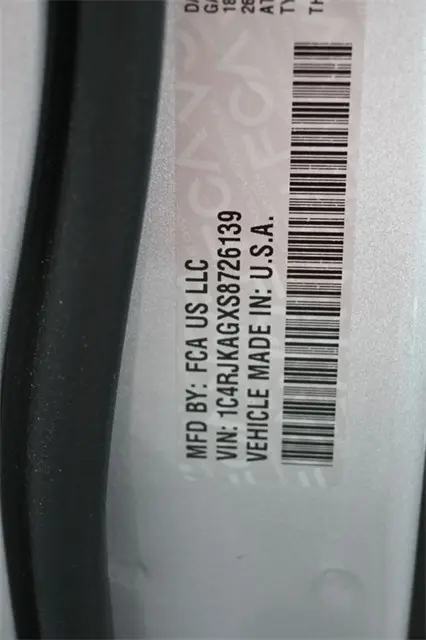 MFD BY: FCA US LLC
VIN: 1C4RJKAGXS8726139
VEHICLE MADE IN: U.S.A.